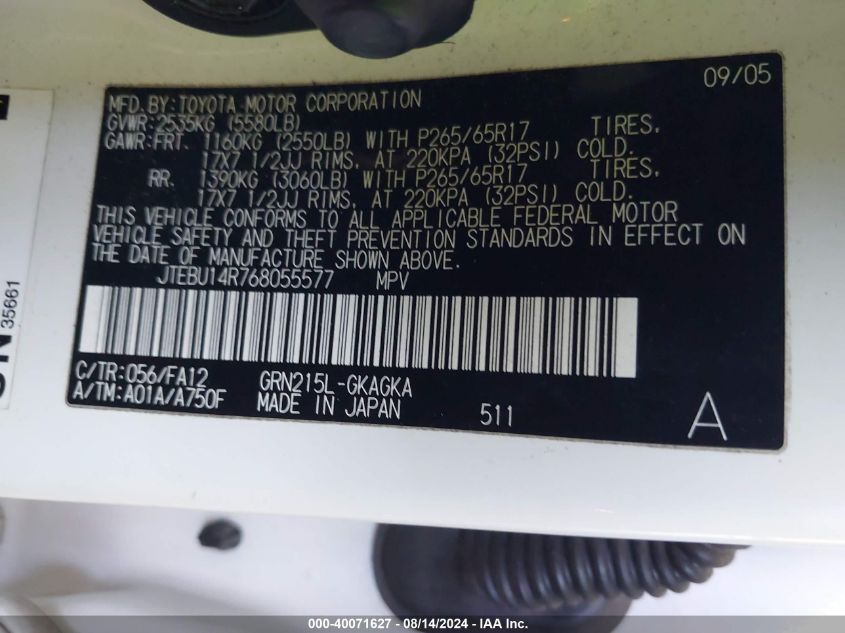 09/05
MFD. BY: TOYOTA MOTOR CORPORATION
GVWR: 2535KG (5580LB)
GAWR: FRT. 1160KG (2550LB) WITH P265/65R17 TIRES,
17X7 1/2JJ RIMS, AT 220KPA (32PSI) COLD.
RR. 1390KG (3060LB) WITH P265/65R17 TIRES,
17X7 1/2JJ RIMS, AT 220KPA (32PSI) COLD.
THIS VEHICLE CONFORMS TO ALL APPLICABLE FEDERAL MOTOR
VEHICLE SAFETY AND THEFT PREVENTION STANDARDS IN EFFECT ON
THE DATE OF MANUFACTURE SHOWN ABOVE.
JTEBU14R768055577 MPV
C/TR: 056/FA12 GRN215L-GKAGKA
A/TM: A01A/A750F MADE IN JAPAN 511 A
35661
000-40071627 - 08/14/2024 - IAA Inc.